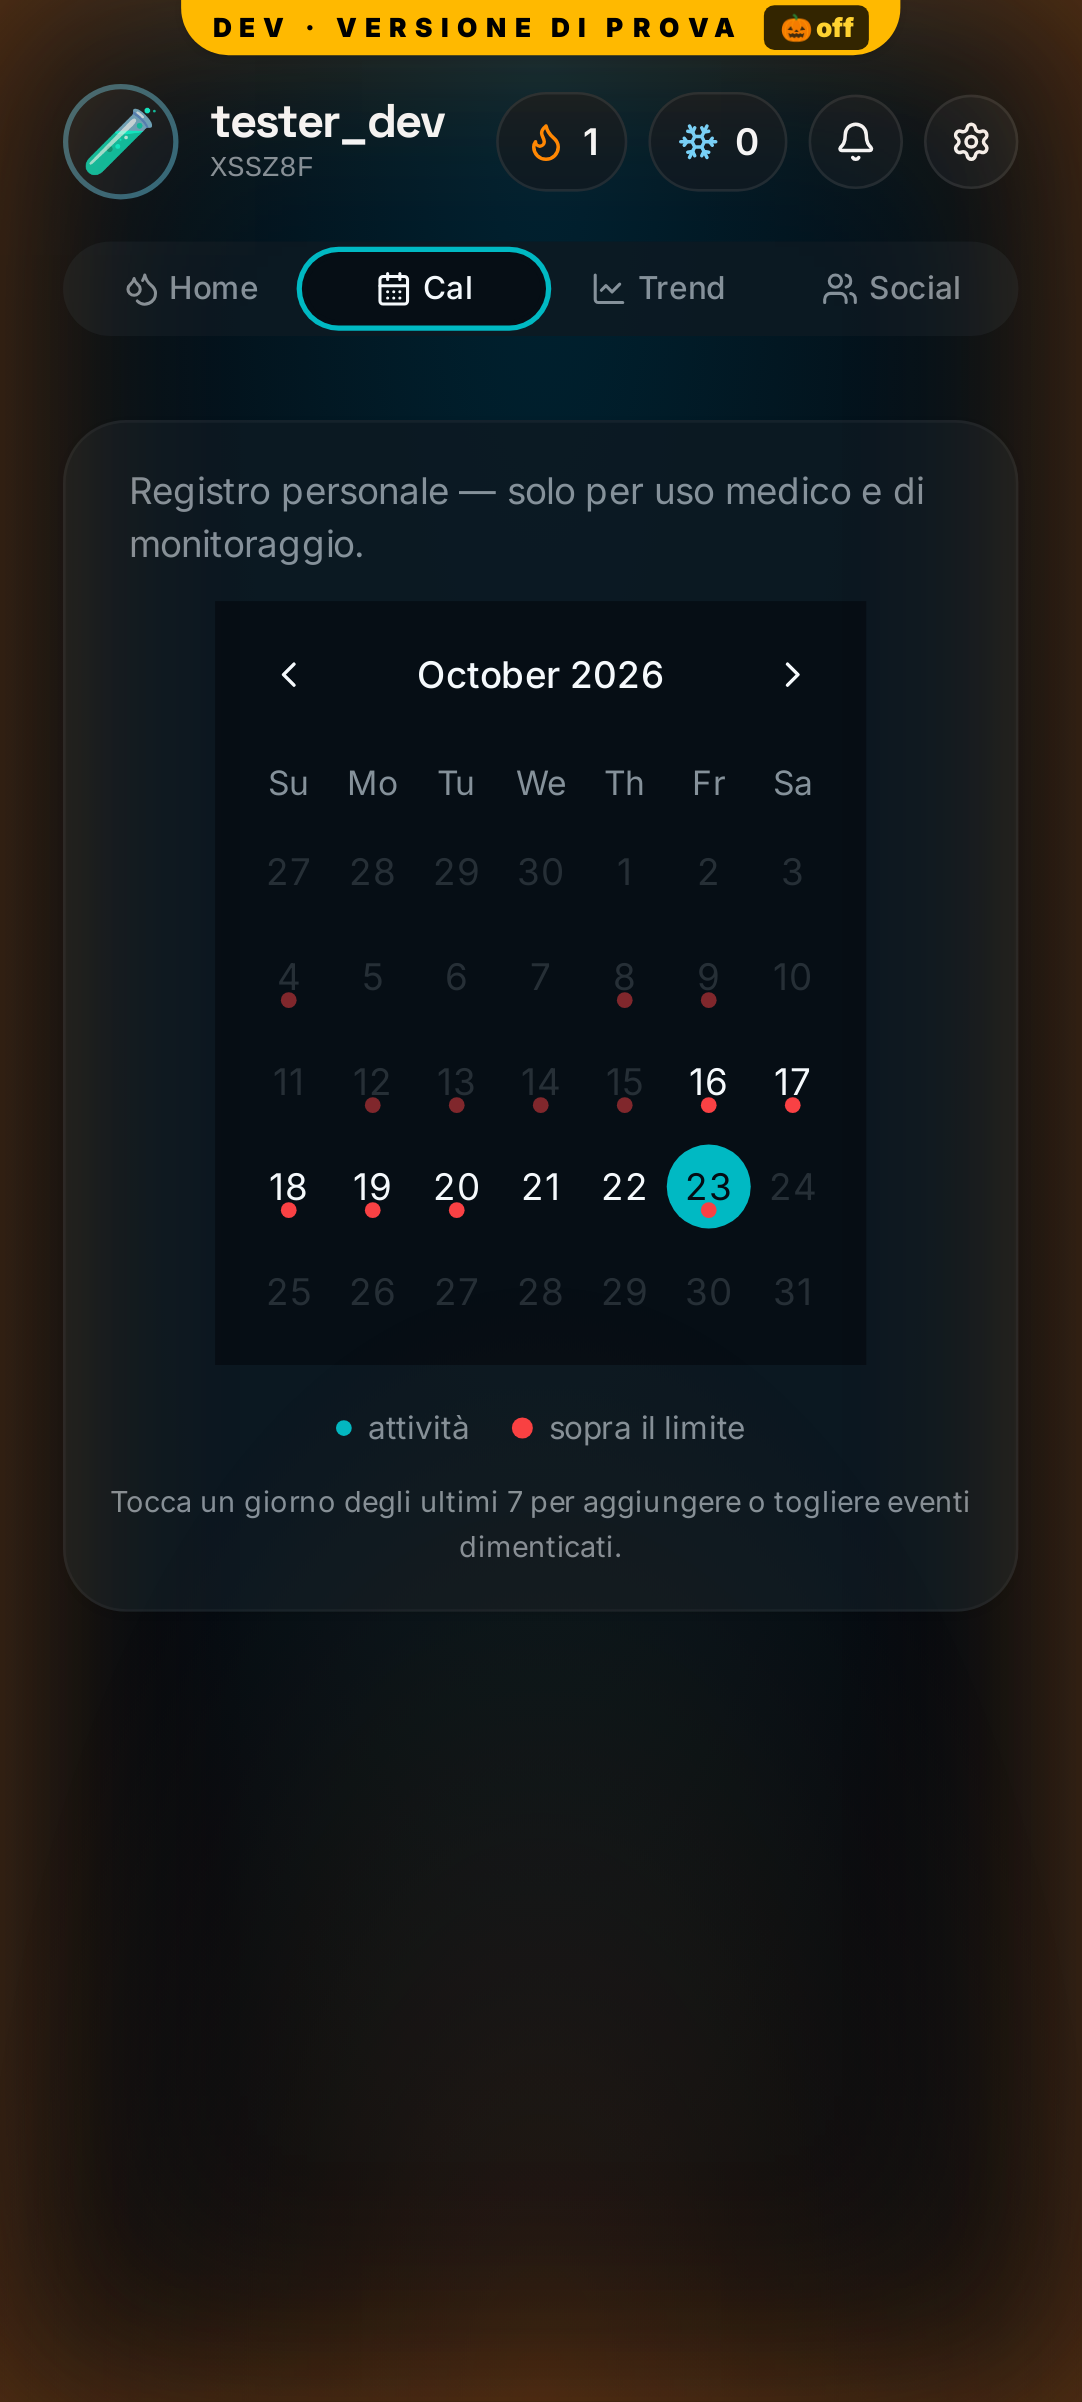 DEV · VERSIONE DI PROVA 🎃 off
tester_dev
XSSZ8F
1
0
Home Cal Trend Social
Registro personale — solo per uso medico e di
monitoraggio.
October 2026
Su Mo Tu We Th Fr Sa
27 28 29 30 1 2 3
4 5 6 7 8 9 10
11 12 13 14 15 16 17
18 19 20 21 22 23 24
25 26 27 28 29 30 31
attività sopra il limite
Tocca un giorno degli ultimi 7 per aggiungere o togliere eventi
dimenticati.